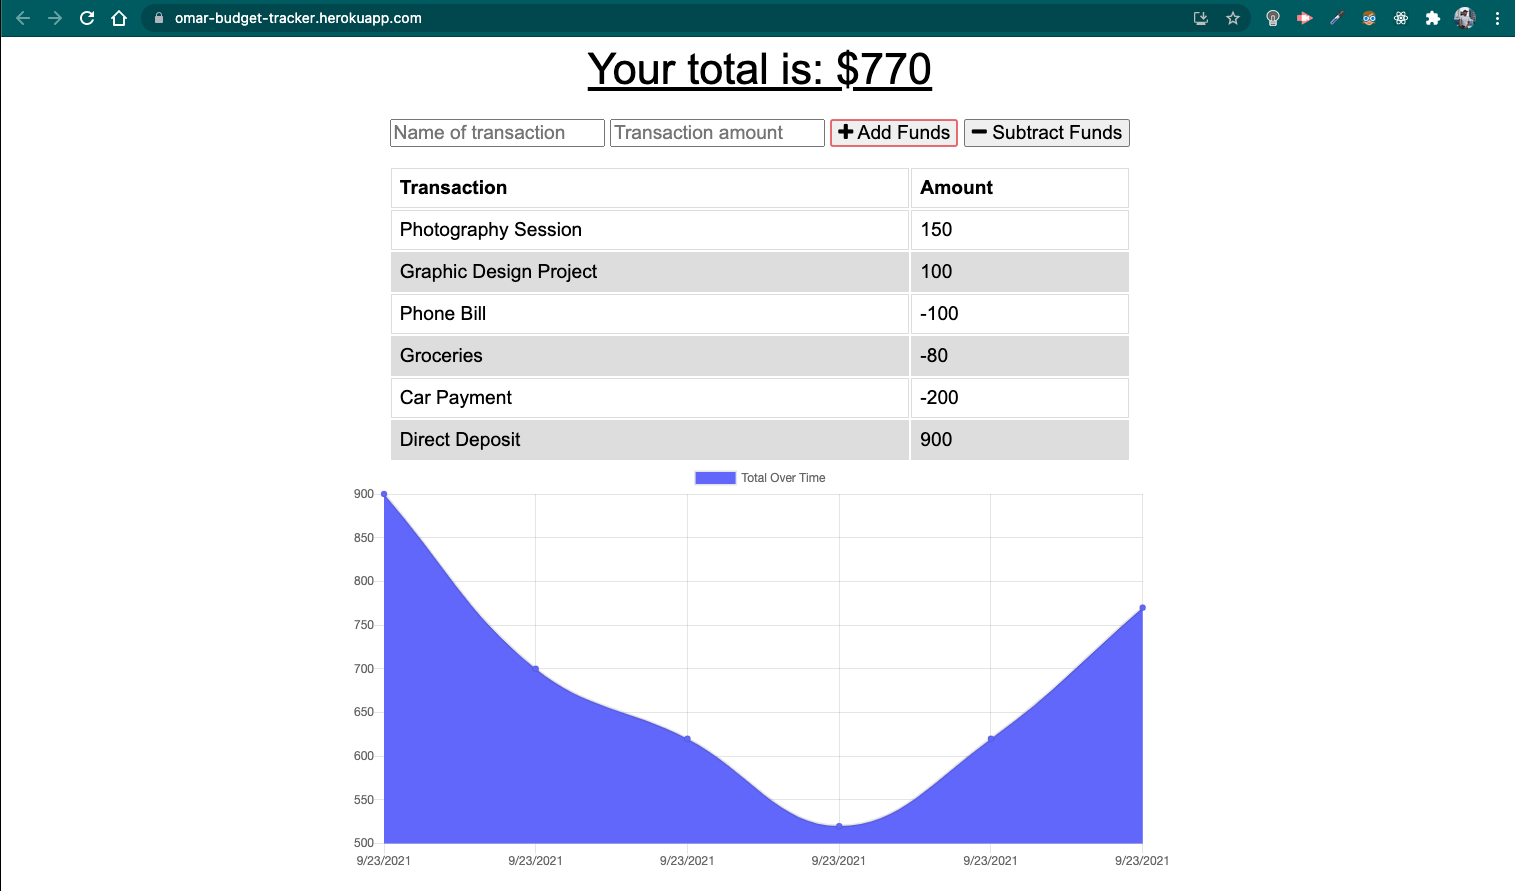 omar-budget-tracker.herokuapp.com
Your total is: $770
Name of transaction Transaction amount Add Funds Subtract Funds
Transaction Amount
Photography Session 150
Graphic Design Project 100
Phone Bill -100
Groceries -80
Car Payment -200
Direct Deposit 900
Total Over Time
900
850
800
750
700
650
600
550
500
9/23/2021 9/23/2021 9/23/2021 9/23/2021 9/23/2021 9/23/2021